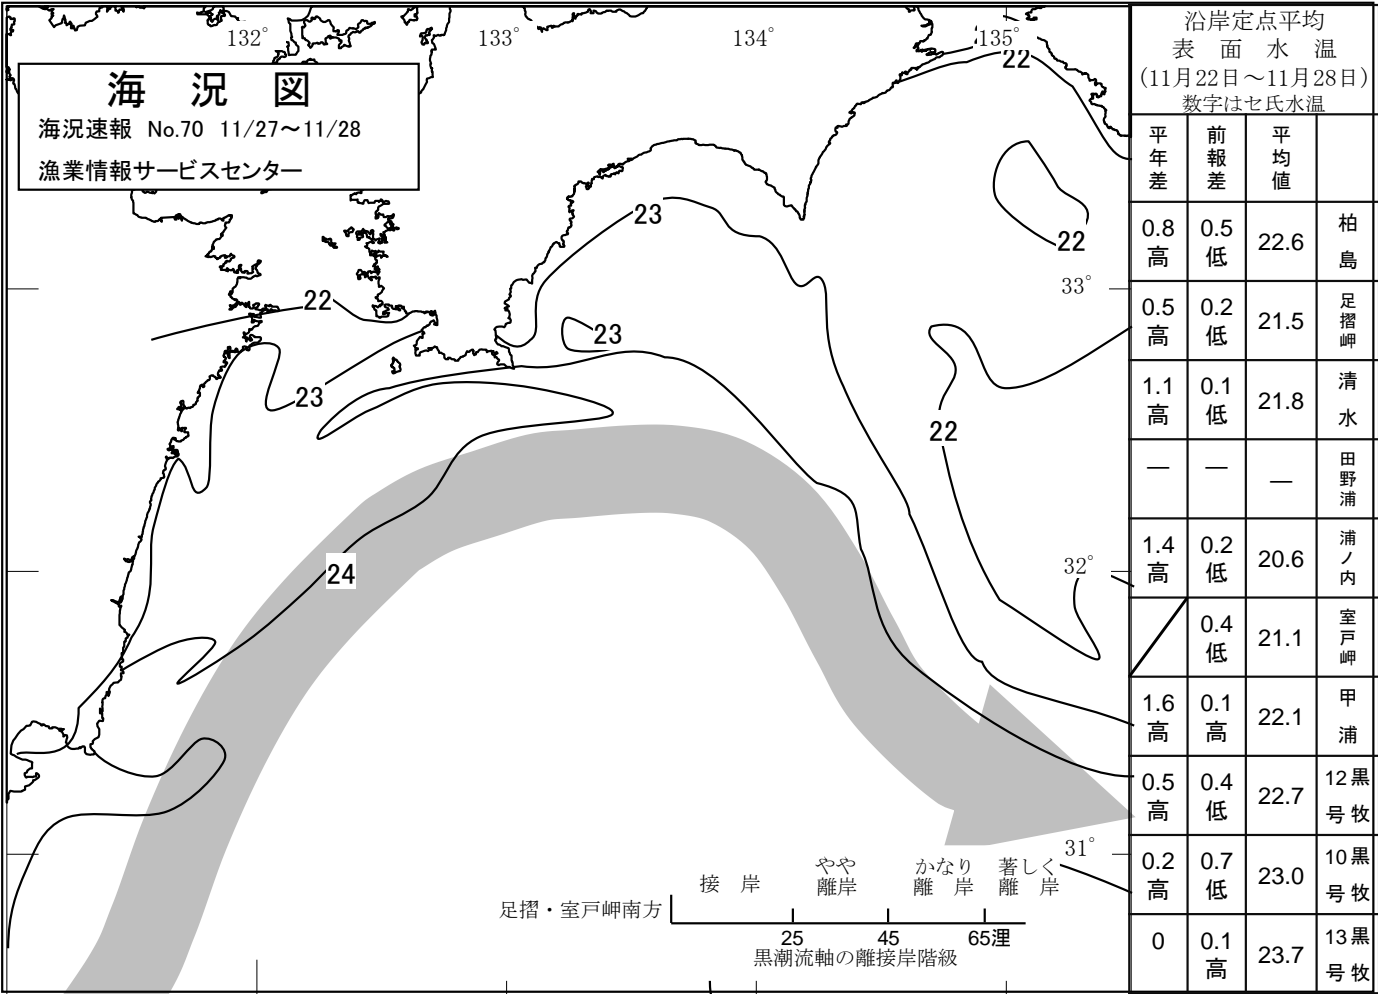 132°
133°
134°
135°
海況図
海況速報 No.70 11/27～11/28
漁業情報サービスセンター
22
23
22
22
33°
23
23
22
32°
24
31°
接岸
やや離岸
かなり離岸
著しく離岸
足摺・室戸岬南方
25 45 65浬
黒潮流軸の離接岸階級
沿岸定点平均
表面水温
(11月22日～11月28日)
数字はセ氏水温
平年差 前報差 平均値
0.8高 0.5低 22.6 柏島
0.5高 0.2低 21.5 足摺岬
1.1高 0.1低 21.8 清水
― ― ― 田野浦
1.4高 0.2低 20.6 浦ノ内
0.4低 21.1 室戸岬
1.6高 0.1高 22.1 甲浦
0.5高 0.4低 22.7 黒牧12号
0.2高 0.7低 23.0 黒牧10号
0 0.1高 23.7 黒牧13号